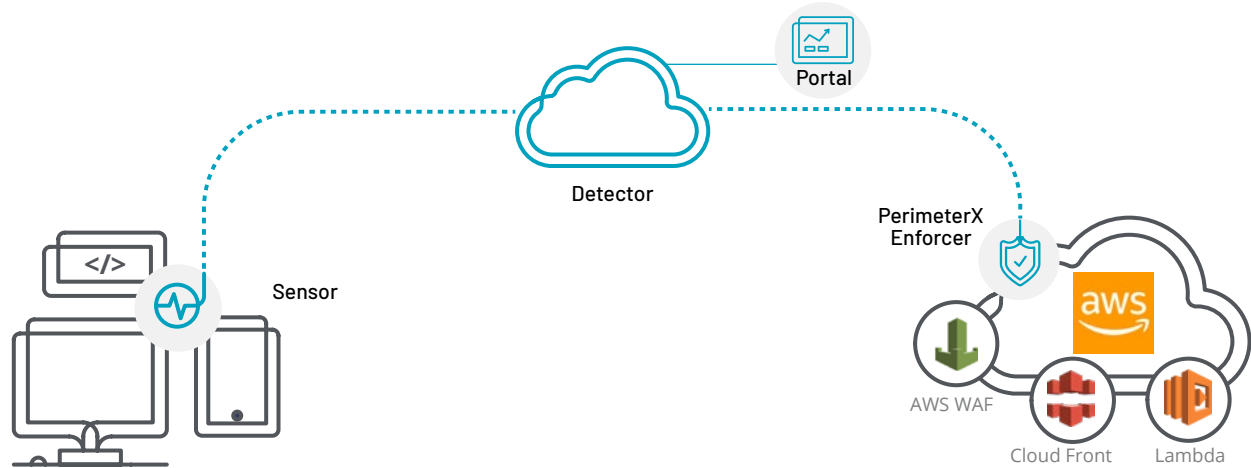 Portal
Detector
PerimeterX
Enforcer
</>
Sensor
aws
AWS WAF
Cloud Front
Lambda